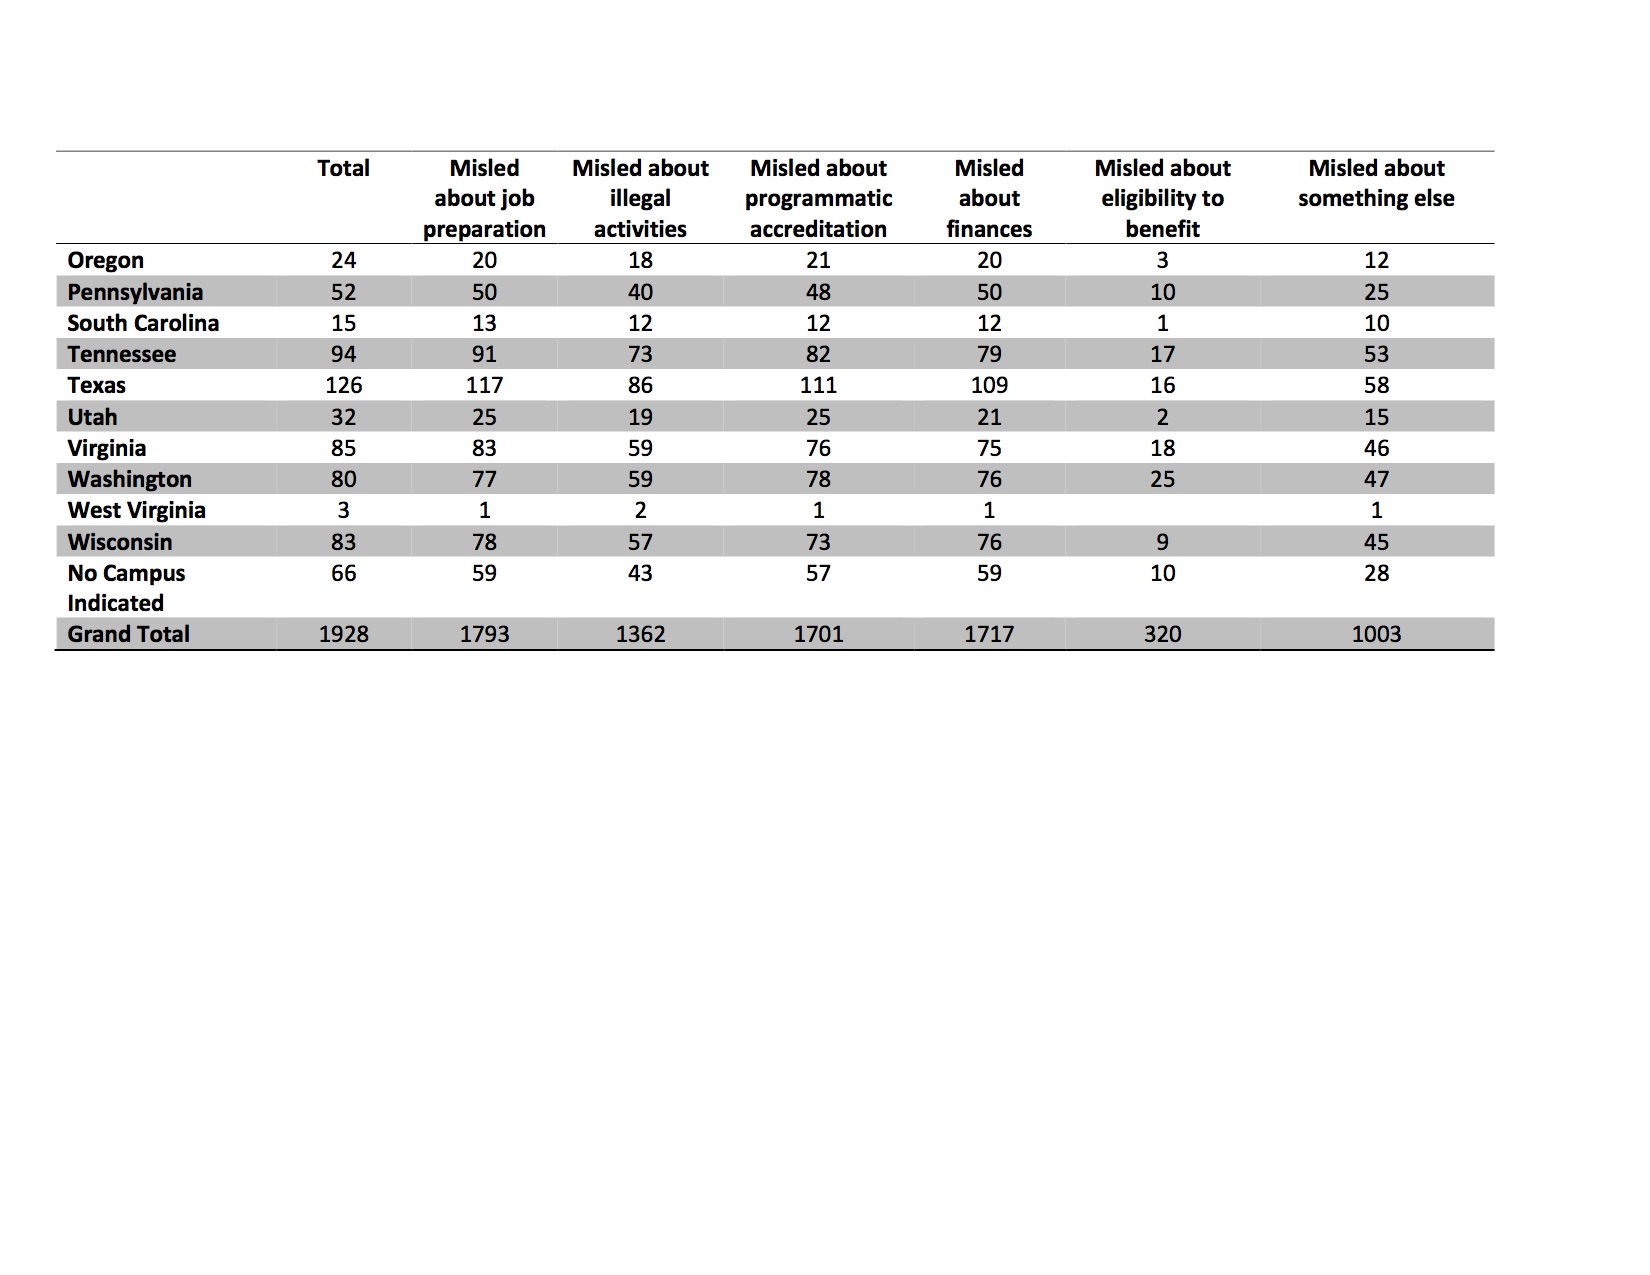 Total Misled Misled about Misled about Misled Misled about Misled about
about job illegal programmatic about eligibility to something else
preparation activities accreditation finances benefit
Oregon 24 20 18 21 20 3 12
Pennsylvania 52 50 40 48 50 10 25
South Carolina 15 13 12 12 12 1 10
Tennessee 94 91 73 82 79 17 53
Texas 126 117 86 111 109 16 58
Utah 32 25 19 25 21 2 15
Virginia 85 83 59 76 75 18 46
Washington 80 77 59 78 76 25 47
West Virginia 3 1 2 1 1 1
Wisconsin 83 78 57 73 76 9 45
No Campus 66 59 43 57 59 10 28
Indicated
Grand Total 1928 1793 1362 1701 1717 320 1003